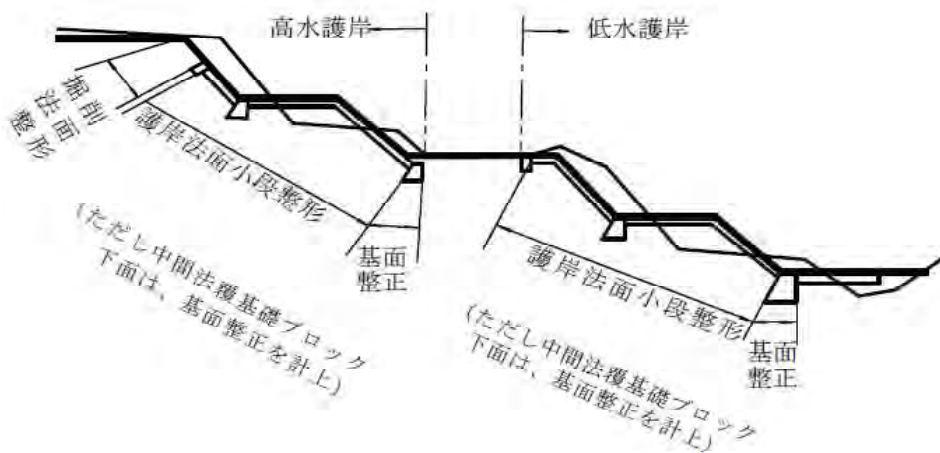 高水護岸
低水護岸
掘削
法面
整形
護岸法面小段整形
(ただし中間法覆基礎ブロック
下面は、基面整正を計上)
基面
整正
護岸法面小段整形
(ただし中間法覆基礎ブロック
下面は、基面整正を計上)
基面
整正